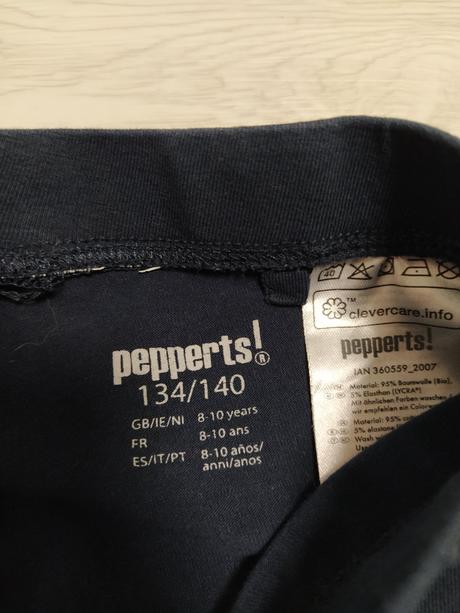 pepperts!®
134/140
GB/IE/NI 8-10 years
FR 8-10 ans
ES/IT/PT 8-10 años/
anni/anos
40
™
clevercare.info
pepperts!
IAN 360559_2007
Material: 95% Baumwolle (Bio),
5% Elasthan (LYCRA®)
Mit ähnlichen Farben waschen
wir empfehlen ein
Material: 95%
5% elastane
Wash